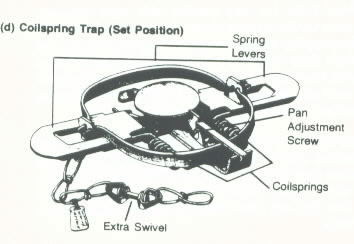 (d) Coilspring Trap (Set Position)
Spring
Levers
Pan
Adjustment
Screw
Coilsprings
Extra Swivel